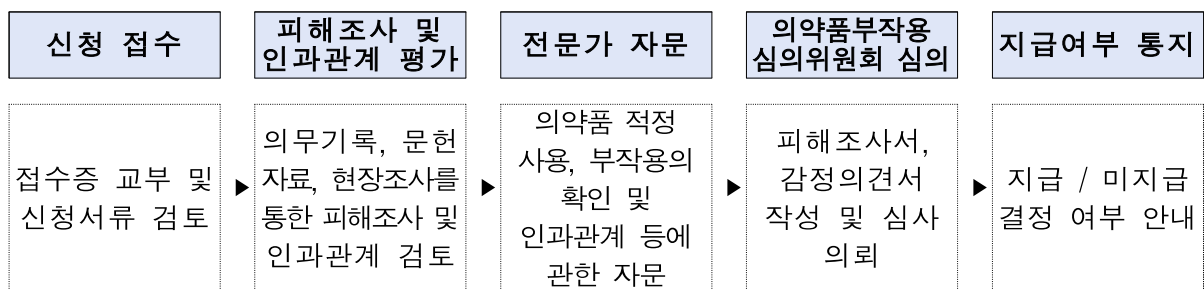 신청 접수
피해조사 및
인과관계 평가
전문가 자문
의약품부작용
심의위원회 심의
지급여부 통지
접수증 교부 및
신청서류 검토
▶
의무기록, 문헌
자료, 현장조사를
통한 피해조사 및
인과관계 검토
▶
의약품 적정
사용, 부작용의
확인 및
인과관계 등에
관한 자문
▶
피해조사서,
감정의견서
작성 및 심사
의뢰
▶
지급 / 미지급
결정 여부 안내